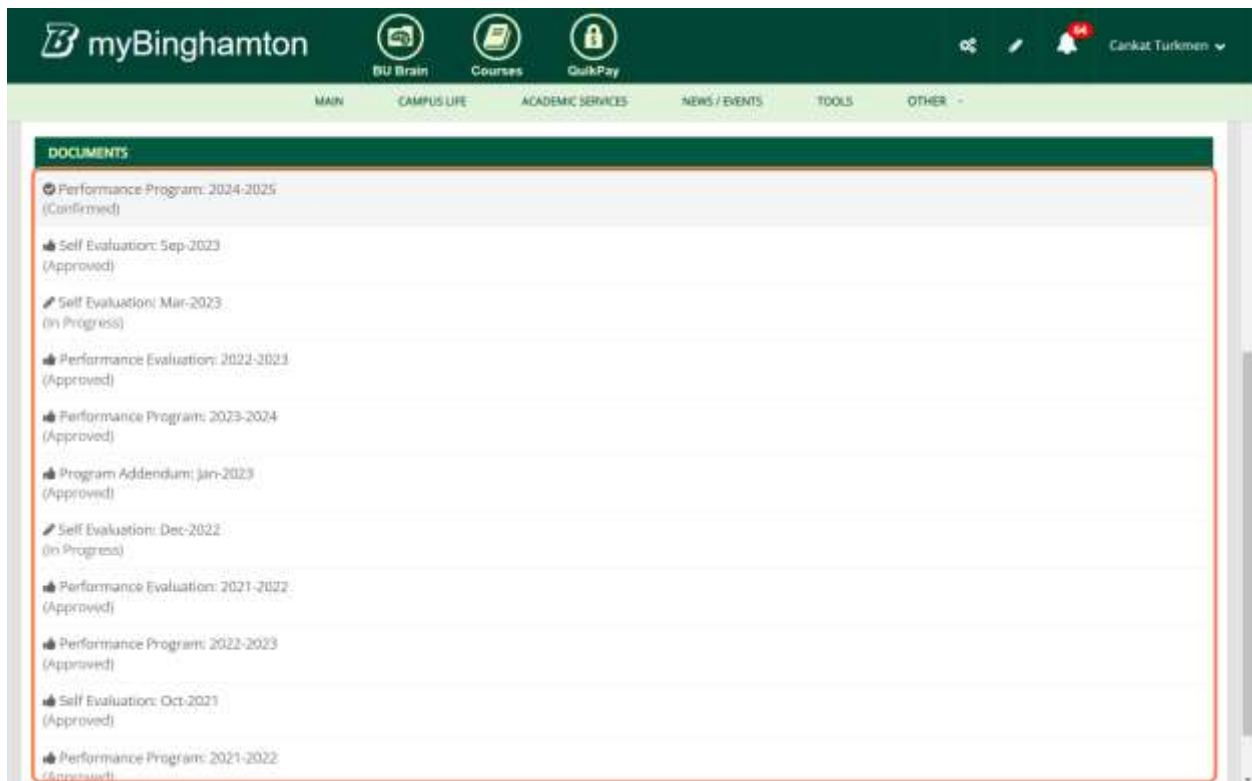 B myBinghamton
BU Brain
Courses
QuikPay
64
Cankat Turkmen
MAIN
CAMPUS LIFE
ACADEMIC SERVICES
NEWS / EVENTS
TOOLS
OTHER
DOCUMENTS
Performance Program: 2024-2025
(Confirmed)
Self Evaluation: Sep-2023
(Approved)
Self Evaluation: Mar-2023
(In Progress)
Performance Evaluation: 2022-2023
(Approved)
Performance Program: 2023-2024
(Approved)
Program Addendum: Jan-2023
(Approved)
Self Evaluation: Dec-2022
(In Progress)
Performance Evaluation: 2021-2022
(Approved)
Performance Program: 2022-2023
(Approved)
Self Evaluation: Oct-2021
(Approved)
Performance Program: 2021-2022
(Approved)